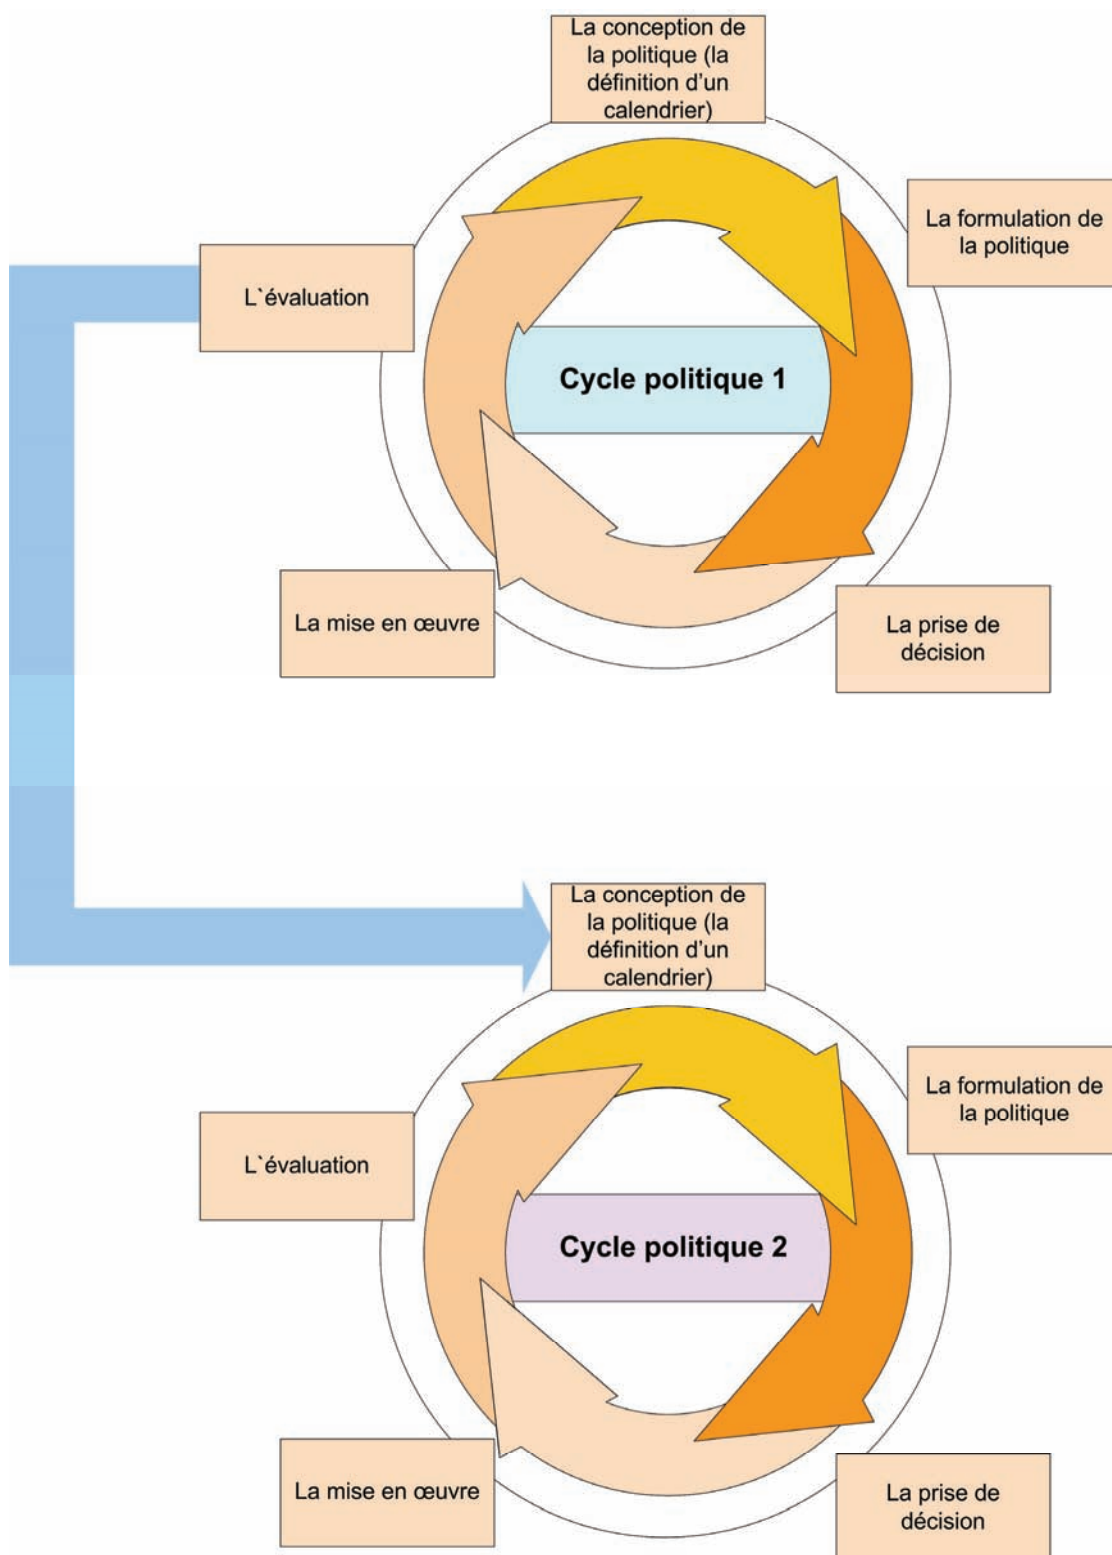 La conception de
la politique (la
définition d’un
calendrier)
La formulation de
la politique
L`évaluation
Cycle politique 1
La mise en œuvre
La prise de
décision
La conception de
la politique (la
définition d’un
calendrier)
La formulation de
la politique
L`évaluation
Cycle politique 2
La mise en œuvre
La prise de
décision